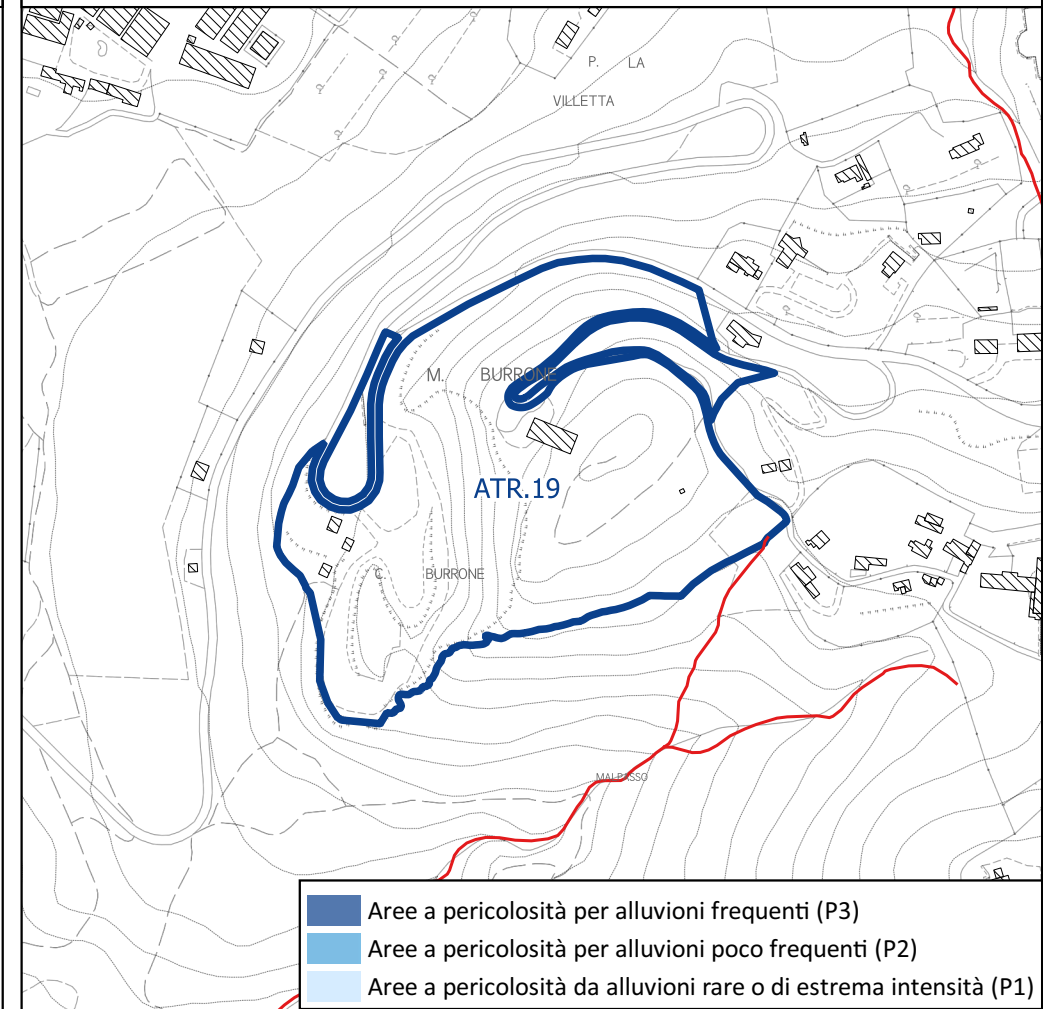 P. LA
VILLETTA
M. BURRONE
ATR.19
C. BURRONE
MALPASSO
Aree a pericolosità per alluvioni frequenti (P3)
Aree a pericolosità per alluvioni poco frequenti (P2)
Aree a pericolosità da alluvioni rare o di estrema intensità (P1)